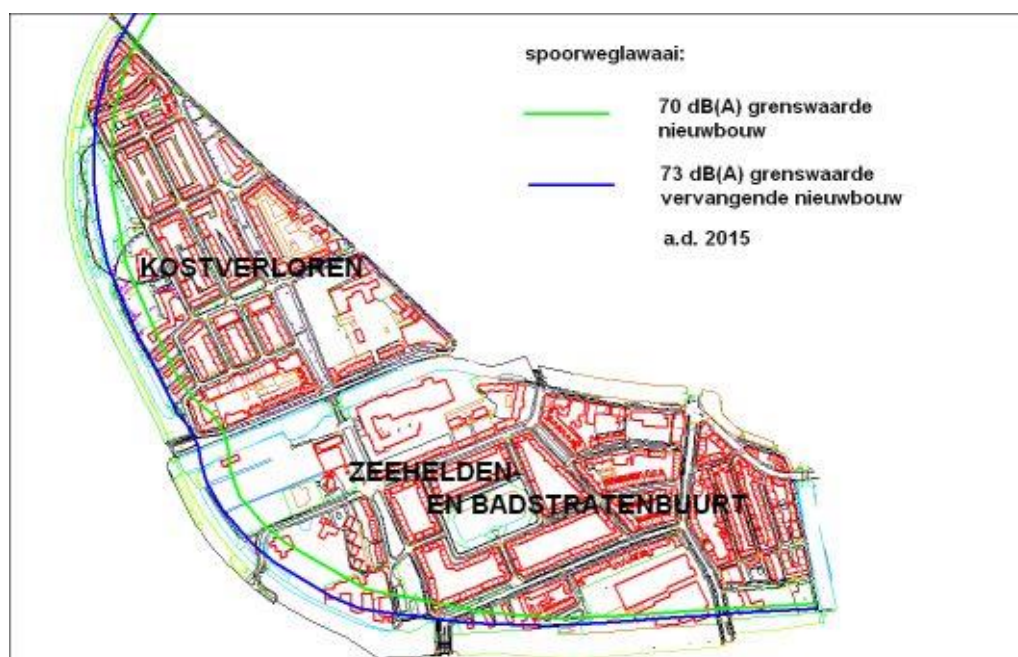 spoorweglawaai:
70 dB(A) grenswaarde
nieuwbouw
73 dB(A) grenswaarde
vervangende nieuwbouw
a.d. 2015
KOSTVERLOREN
ZEEHELDEN-
EN BADSTRATENBUURT